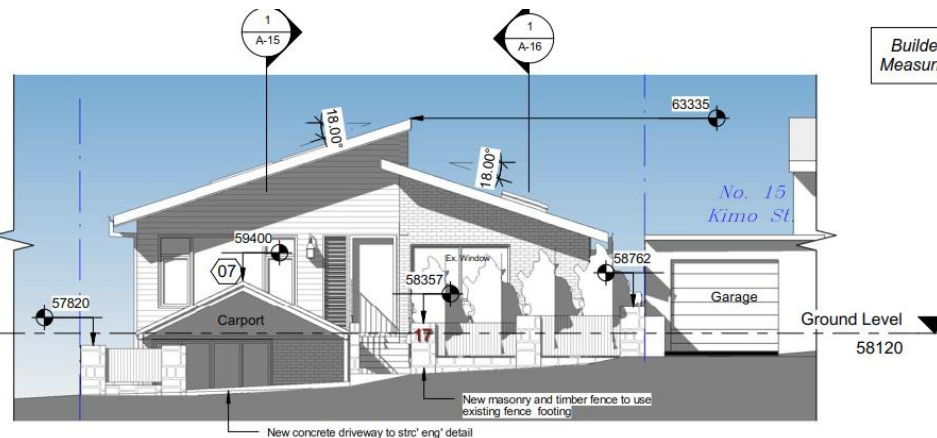 1
A-15
1
A-16
Builde
Measur
63335
18.00°
18.00°
No. 15
Kimo St.
59400
58762
07
Ex. Window
58357
57820
Garage
Carport
17
Ground Level
58120
New masonry and timber fence to use
existing fence footing
New concrete driveway to strc' eng' detail